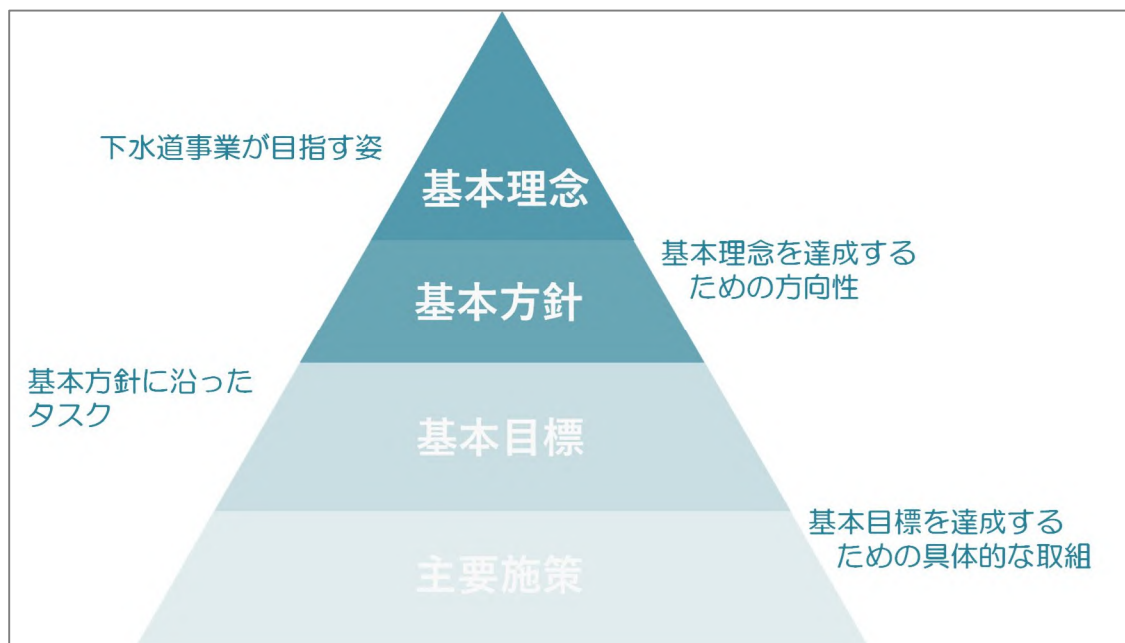 下水道事業が目指す姿
基本理念
基本理念を達成する
ための方向性
基本方針
基本方針に沿った
タスク
基本目標
基本目標を達成する
ための具体的な取組
主要施策